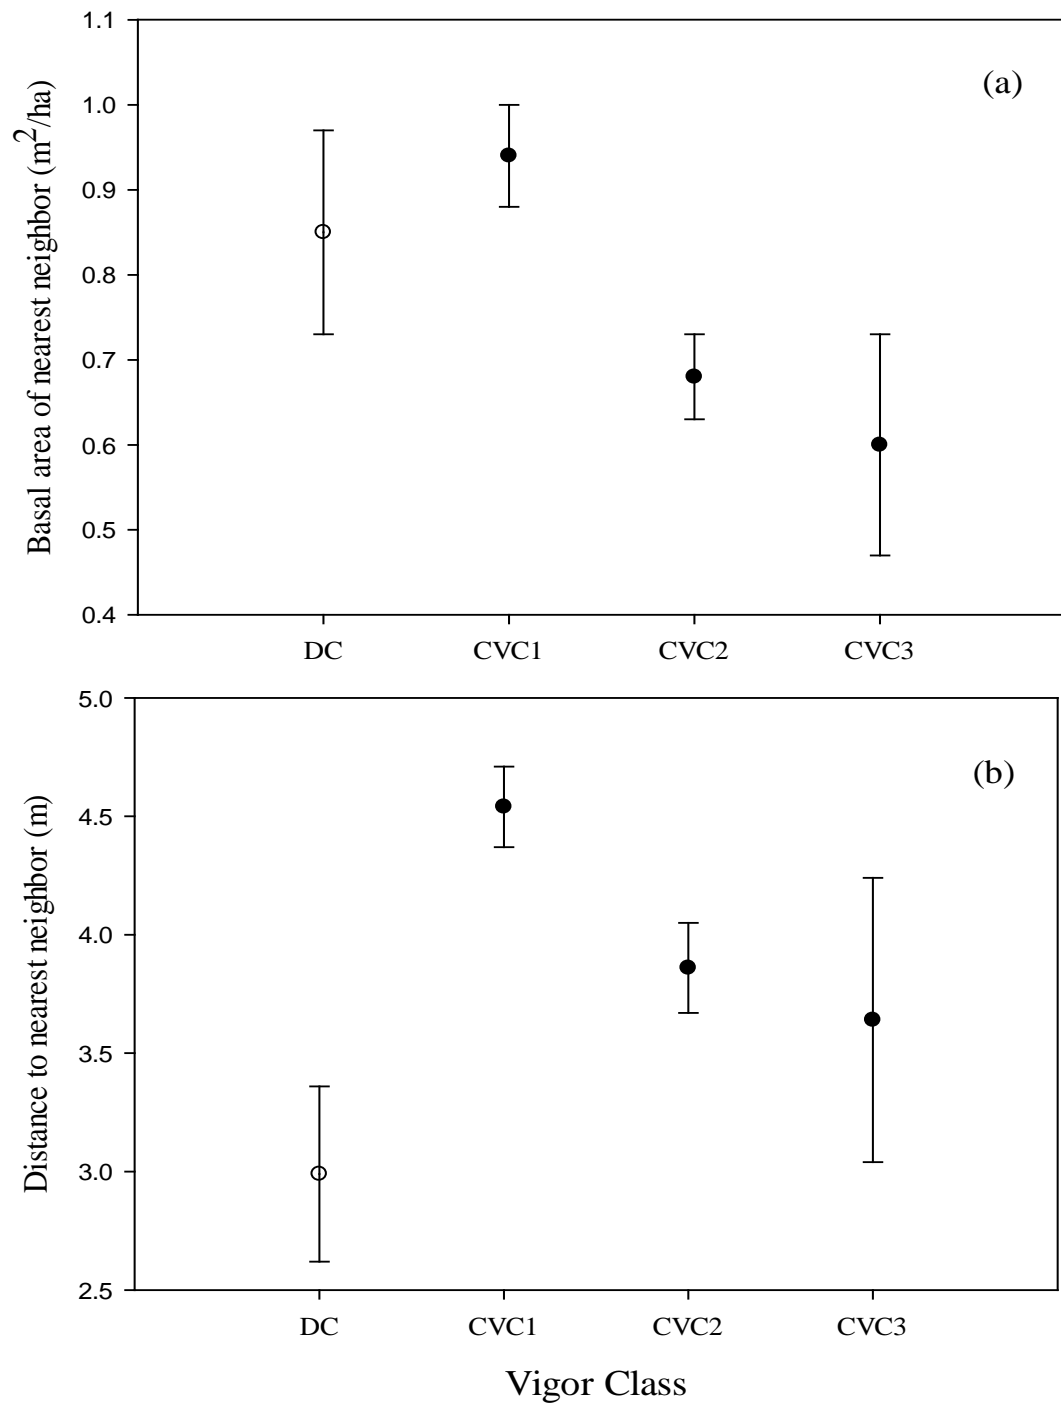 1.1
(a)
1.0
0.9
0.8
0.7
0.6
0.5
0.4
Basal area of nearest neighbor (m²/ha)
DC CVC1 CVC2 CVC3
5.0
(b)
4.5
4.0
3.5
3.0
2.5
Distance to nearest neighbor (m)
DC CVC1 CVC2 CVC3
Vigor Class